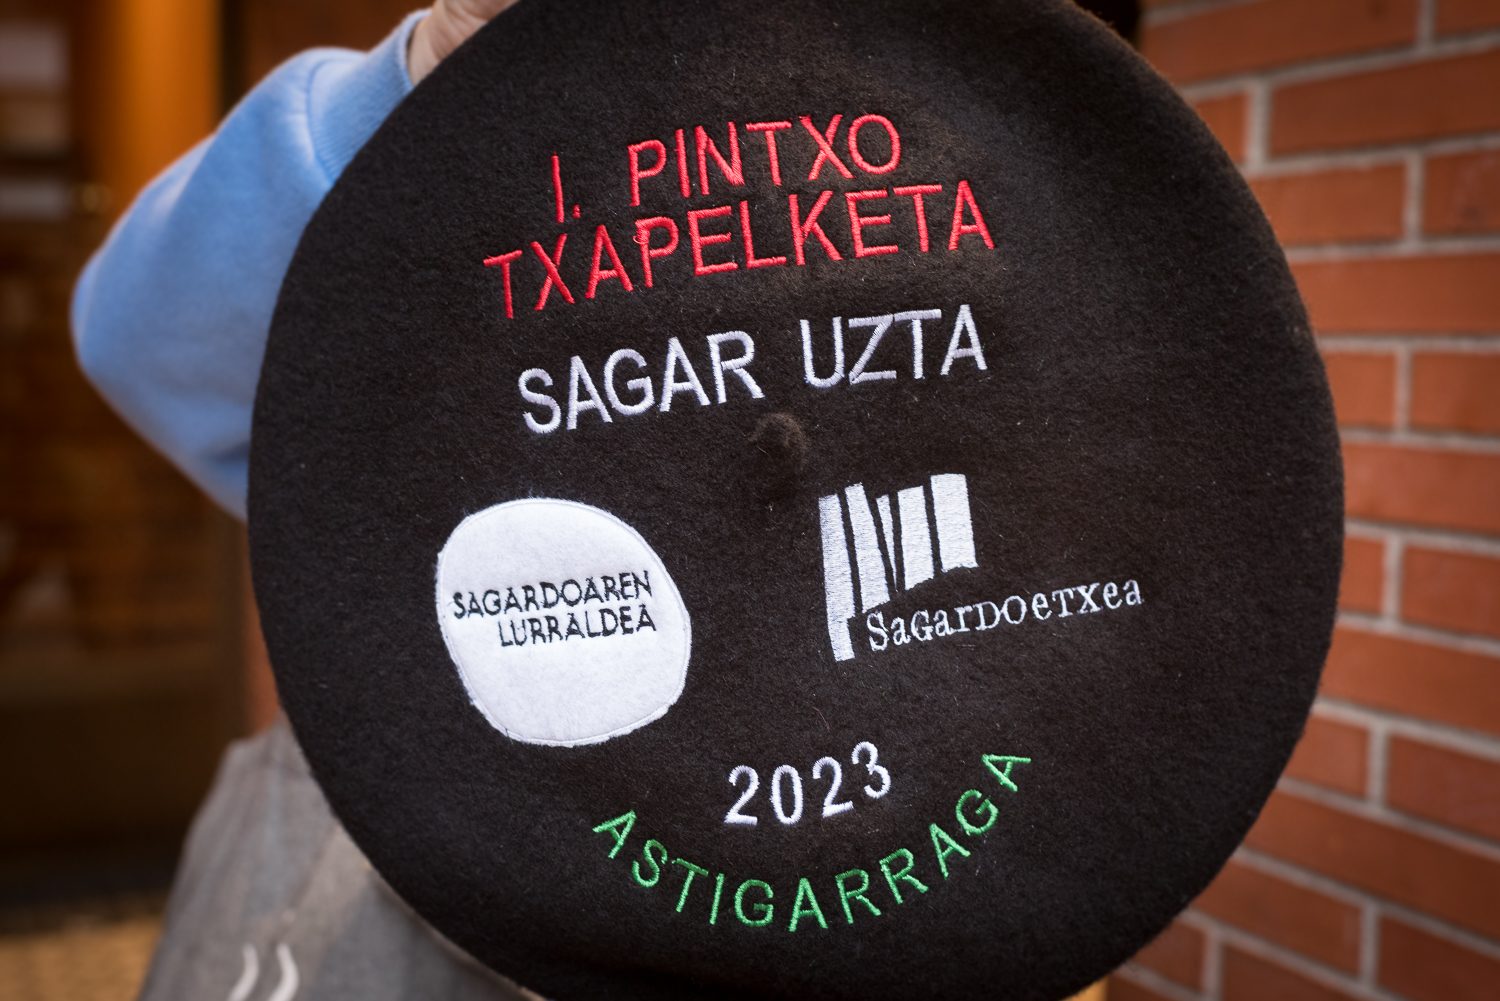 I. PINTXO
TXAPELKETA
SAGAR UZTA
SAGARDOAREN
LURRALDEA
SaGarDOeTxea
2023
ASTIGARRAGA